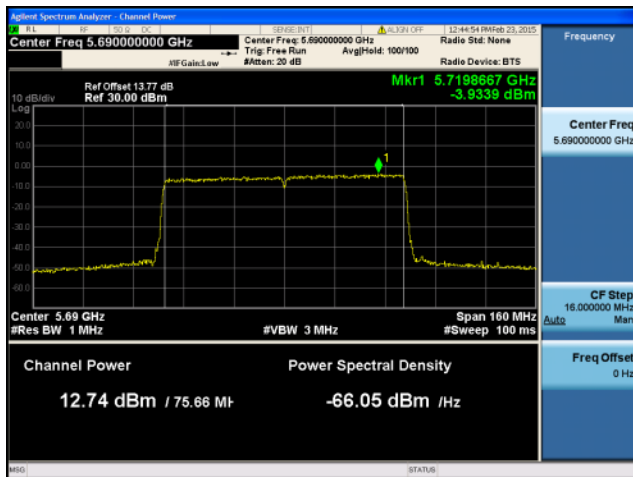 Agilent Spectrum Analyzer - Channel Power
RL RF 50 Ω DC SENSE:INT ALIGN OFF 12:44:54 PM Feb 23, 2015
Center Freq 5.690000000 GHz
Center Freq: 5.690000000 GHz
Radio Std: None
Trig: Free Run Avg|Hold: 100/100
#IFGain:Low #Atten: 20 dB Radio Device: BTS
Frequency
Ref Offset 13.77 dB
10 dB/div Ref 30.00 dBm
Mkr1 5.7198667 GHz
-3.9339 dBm
Log
20.0
10.0
0.00
-10.0
-20.0
-30.0
-40.0
-50.0
-60.0
1
Center 5.69 GHz Span 160 MHz
#Res BW 1 MHz #VBW 3 MHz #Sweep 100 ms
Channel Power Power Spectral Density
12.74 dBm / 75.66 MH -66.05 dBm /Hz
Center Freq
5.690000000 GHz
CF Step
16.000000 MHz
Auto Man
Freq Offset
0 Hz
MSG STATUS